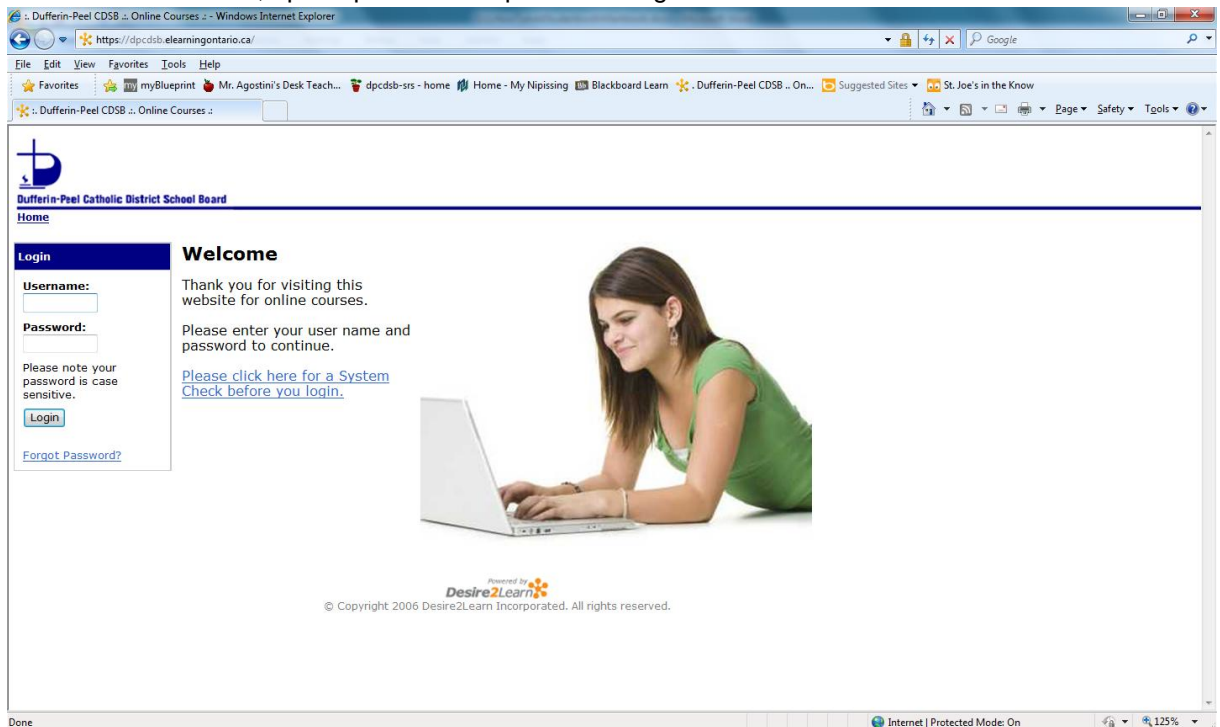 :. Dufferin-Peel CDSB .:. Online Courses .: - Windows Internet Explorer
https://dpcdsb.elearningontario.ca/
Google
File Edit View Favorites Tools Help
Favorites myBlueprint Mr. Agostini's Desk Teach... dpcdsb-srs - home Home - My Nipissing Blackboard Learn . Dufferin-Peel CDSB .. On... Suggested Sites St. Joe's in the Know
:. Dufferin-Peel CDSB .:. Online Courses .:
Page Safety Tools
Dufferin-Peel Catholic District School Board
Home
Login
Username:
Password:
Please note your
password is case
sensitive.
Login
Forgot Password?
Welcome
Thank you for visiting this
website for online courses.
Please enter your user name and
password to continue.
Please click here for a System
Check before you login.
Powered by
Desire2Learn
© Copyright 2006 Desire2Learn Incorporated. All rights reserved.
Done
Internet | Protected Mode: On
125%